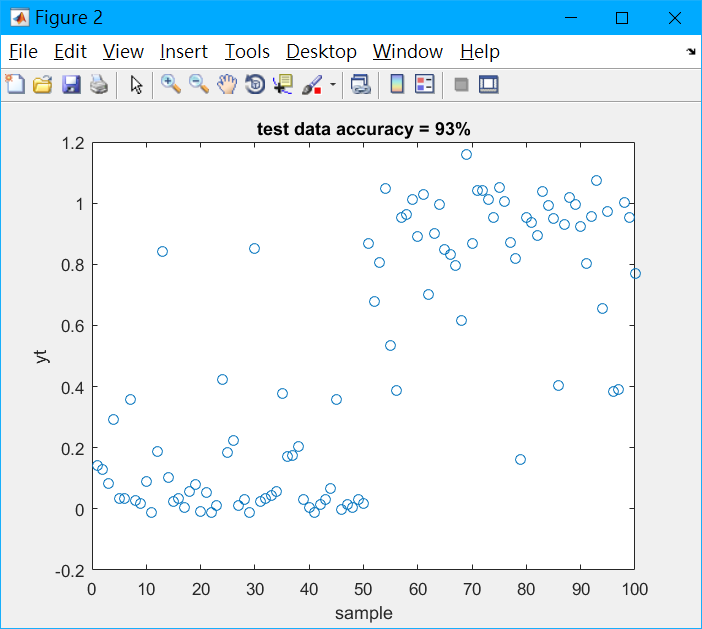 Figure 2
File Edit View Insert Tools Desktop Window Help
test data accuracy = 93%
1.2
1
0.8
0.6
0.4
0.2
0
-0.2
yt
0 10 20 30 40 50 60 70 80 90 100
sample